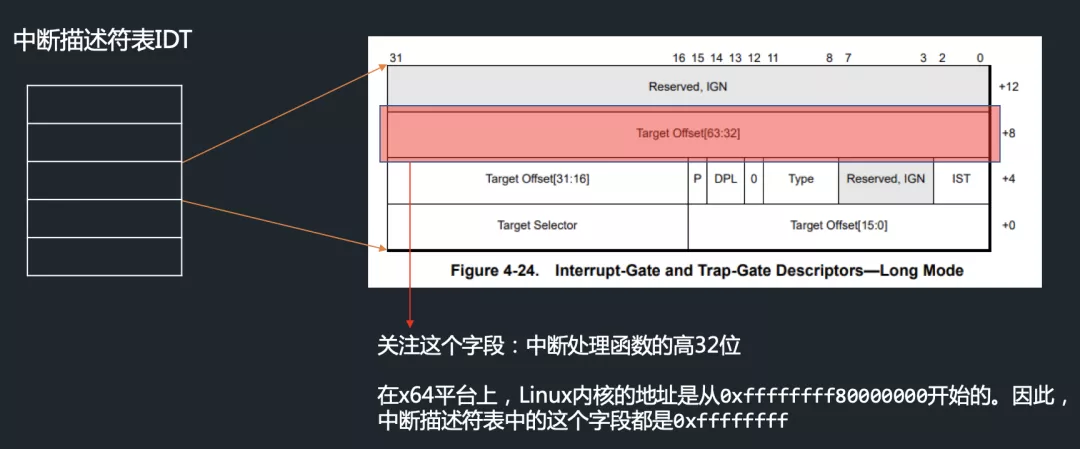 中断描述符表IDT
31 16 15 14 13 12 11 8 7 3 2 0
Reserved, IGN +12
Target Offset[63:32] +8
Target Offset[31:16] P DPL 0 Type Reserved, IGN IST +4
Target Selector Target Offset[15:0] +0
Figure 4-24. Interrupt-Gate and Trap-Gate Descriptors—Long Mode
关注这个字段：中断处理函数的高32位
在x64平台上，Linux内核的地址是从0xffffffff80000000开始的。因此，
中断描述符表中的这个字段都是0xffffffff